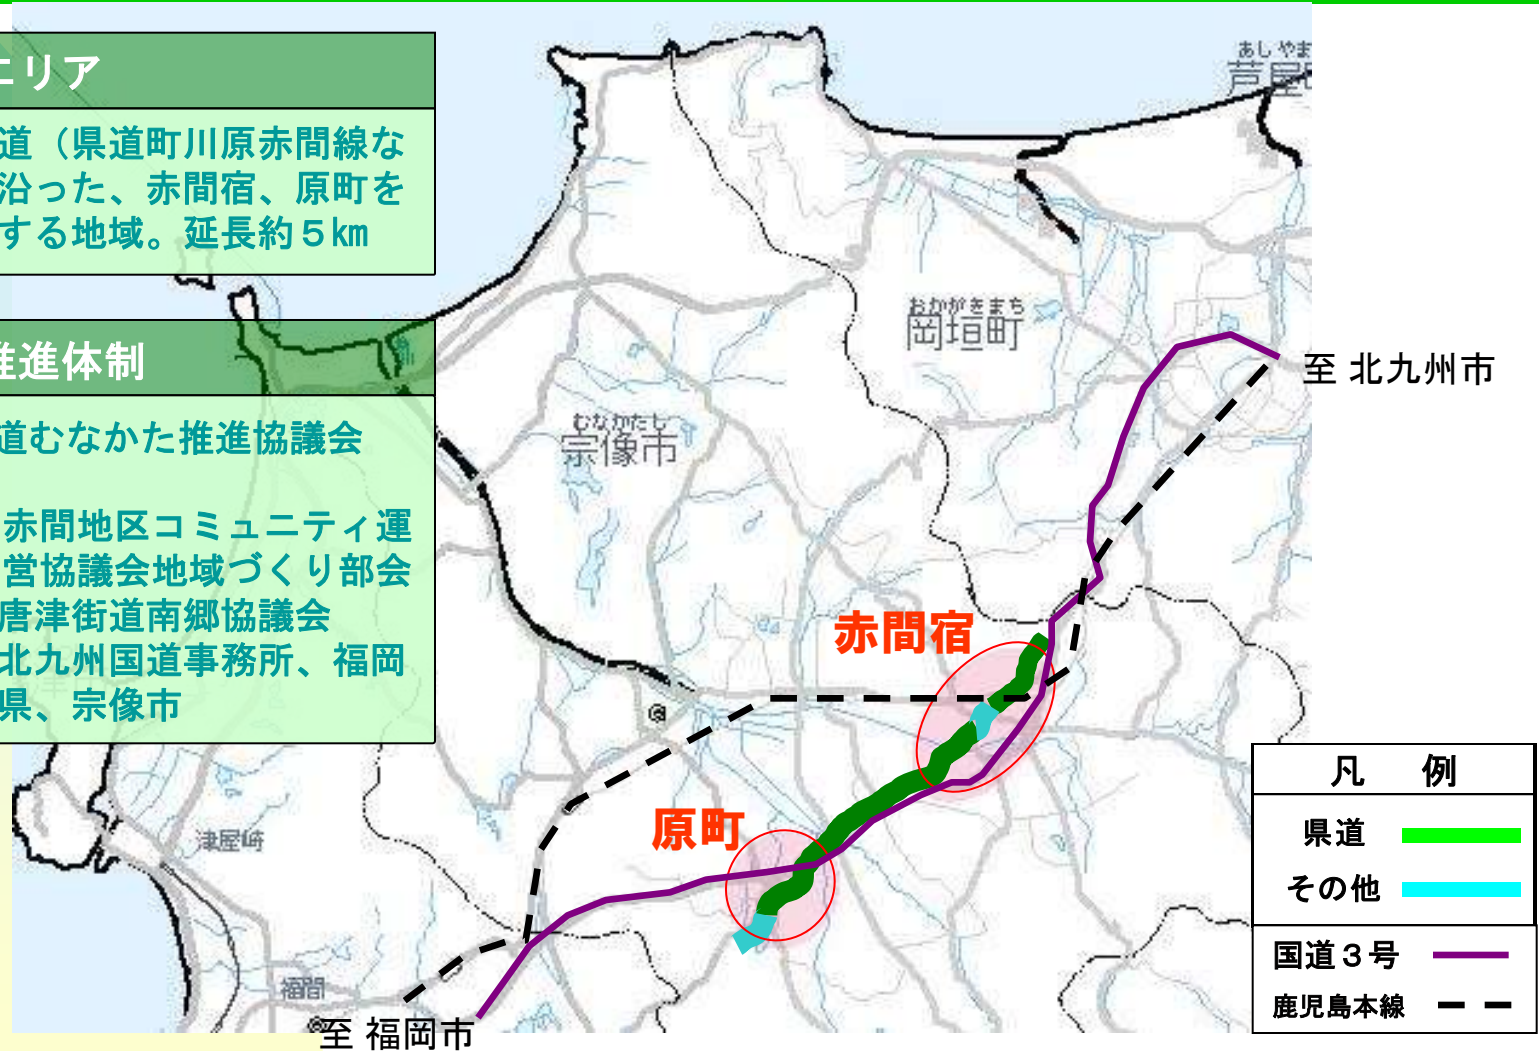 エリア
道（県道町川原赤間線な
沿った、赤間宿、原町を
する地域。延長約５㎞
推進体制
道むなかた推進協議会
赤間地区コミュニティ運
営協議会地域づくり部会
唐津街道南郷協議会
北九州国道事務所、福岡
県、宗像市
あしやま
芦屋町
おかがきまち
岡垣町
至 北九州市
むなかたし
宗像市
赤間宿
原町
津屋崎
福間
至 福岡市
凡　例
県道
その他
国道３号
鹿児島本線